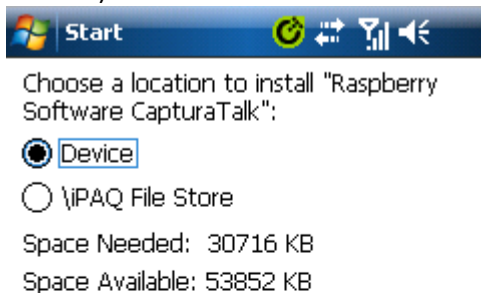 Start
Choose a location to install "Raspberry
Software CapturaTalk":
Device
\iPAQ File Store
Space Needed: 30716 KB
Space Available: 53852 KB